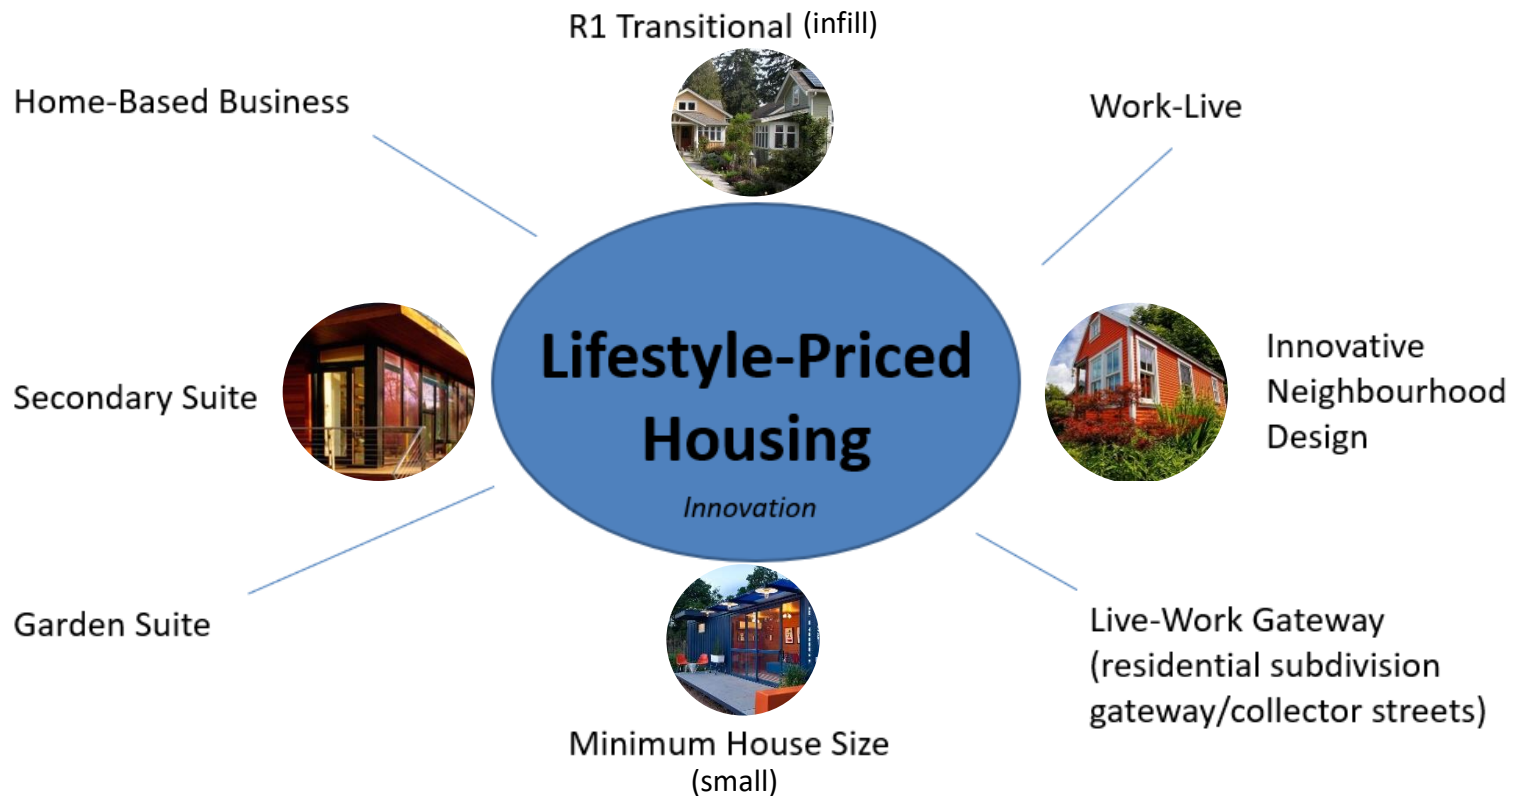 R1 Transitional (infill)
Home-Based Business
Work-Live
Lifestyle-Priced
Housing
Innovation
Secondary Suite
Innovative
Neighbourhood
Design
Garden Suite
Live-Work Gateway
(residential subdivision
gateway/collector streets)
Minimum House Size
(small)